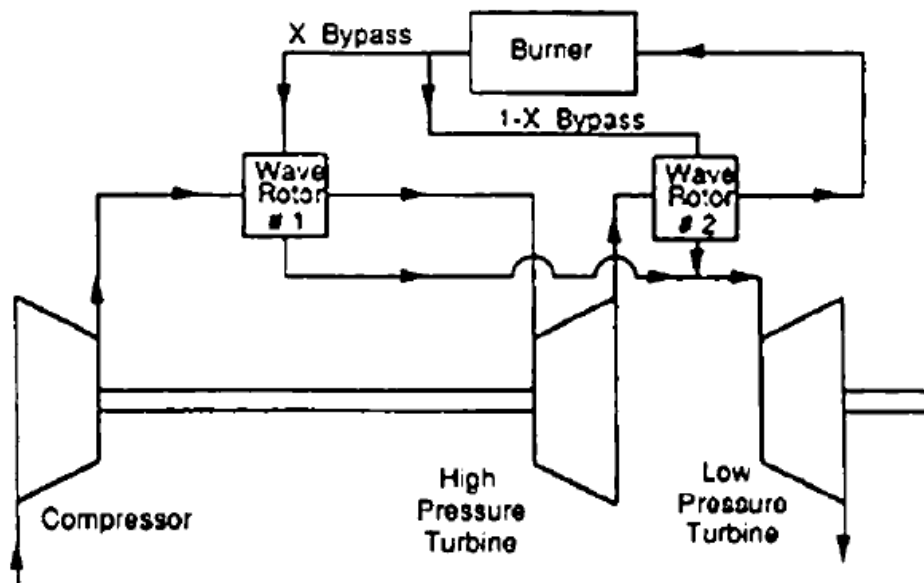 X Bypass
Burner
1-X Bypass
Wave
Rotor
# 1
Wave
Rotor
# 2
Compressor
High
Pressure
Turbine
Low
Pressure
Turbine